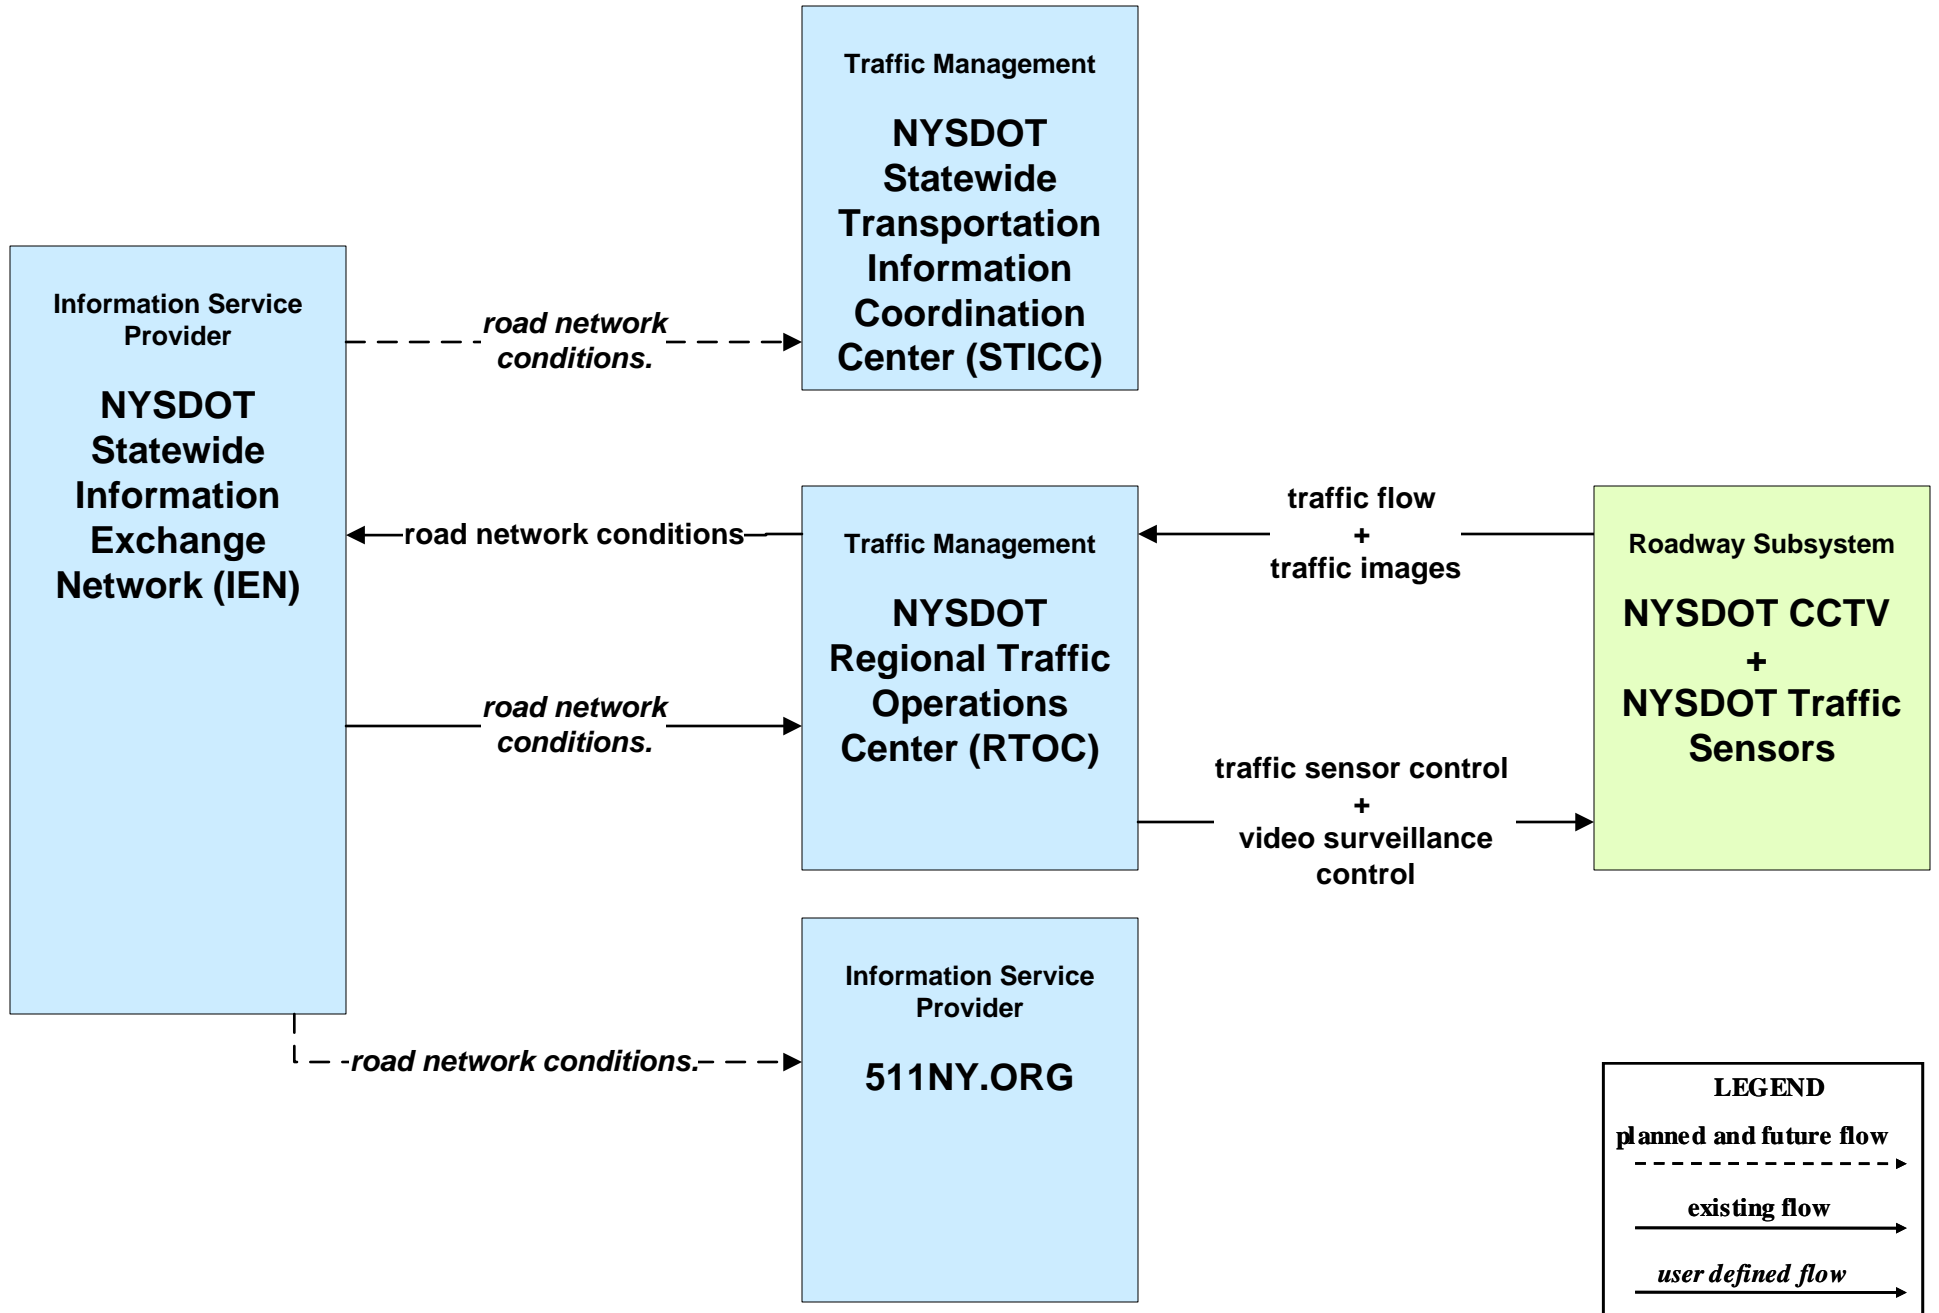 Traffic Management
NYSDOT
Statewide
Transportation
Information
Coordination
Center (STICC)
Information Service
Provider
NYSDOT
Statewide
Information
Exchange
Network (IEN)
road network
conditions.
road network conditions
road network
conditions.
road network conditions.
Traffic Management
NYSDOT
Regional Traffic
Operations
Center (RTOC)
traffic flow
+
traffic images
traffic sensor control
+
video surveillance
control
Roadway Subsystem
NYSDOT CCTV
+
NYSDOT Traffic
Sensors
Information Service
Provider
511NY.ORG
LEGEND
planned and future flow
existing flow
user defined flow